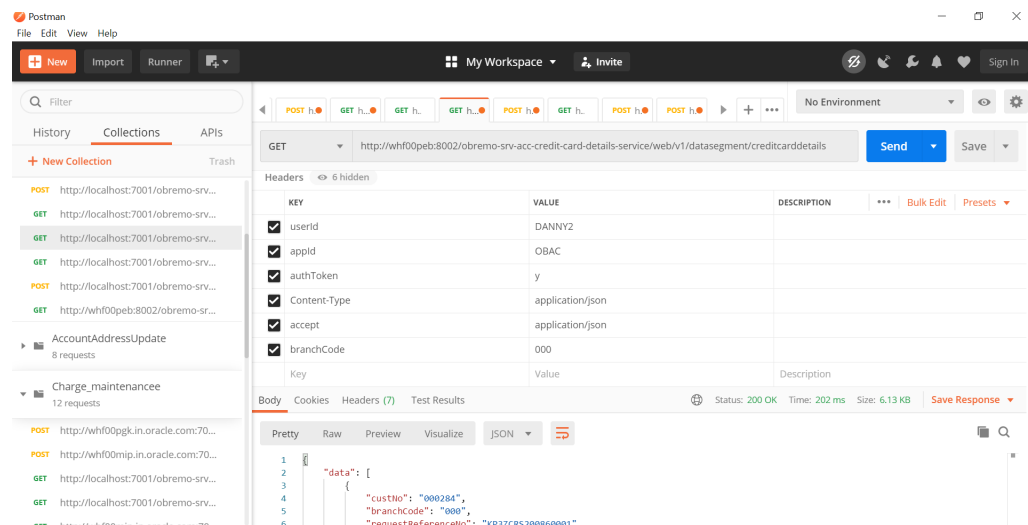 Postman
File Edit View Help
New Import Runner My Workspace Invite Sign In
Filter
History Collections APIs
+ New Collection Trash
POST http://localhost:7001/obremo-srv...
GET http://localhost:7001/obremo-srv...
GET http://localhost:7001/obremo-srv...
GET http://localhost:7001/obremo-srv...
POST http://localhost:7001/obremo-srv...
GET http://whf00peb:8002/obremo-sr...
AccountAddressUpdate
8 requests
Charge_maintenancee
12 requests
POST http://whf00pgk.in.oracle.com:70...
POST http://whf00mip.in.oracle.com:70...
GET http://localhost:7001/obremo-srv...
GET http://localhost:7001/obremo-srv...
POST h. GET h... GET h.. GET h... POST h. GET h.. POST h. POST h. + ••• No Environment
GET http://whf00peb:8002/obremo-srv-acc-credit-card-details-service/web/v1/datasegment/creditcarddetails Send Save
Headers 6 hidden
KEY VALUE DESCRIPTION ••• Bulk Edit Presets
userId DANNY2
appId OBAC
authToken y
Content-Type application/json
accept application/json
branchCode 000
Key Value Description
Body Cookies Headers (7) Test Results Status: 200 OK Time: 202 ms Size: 6.13 KB Save Response
Pretty Raw Preview Visualize JSON
1 {
2 "data": [
3 {
4 "custNo": "000284",
5 "branchCode": "000",
6 "requestReferenceNo": "KP3ZCRS200860001"